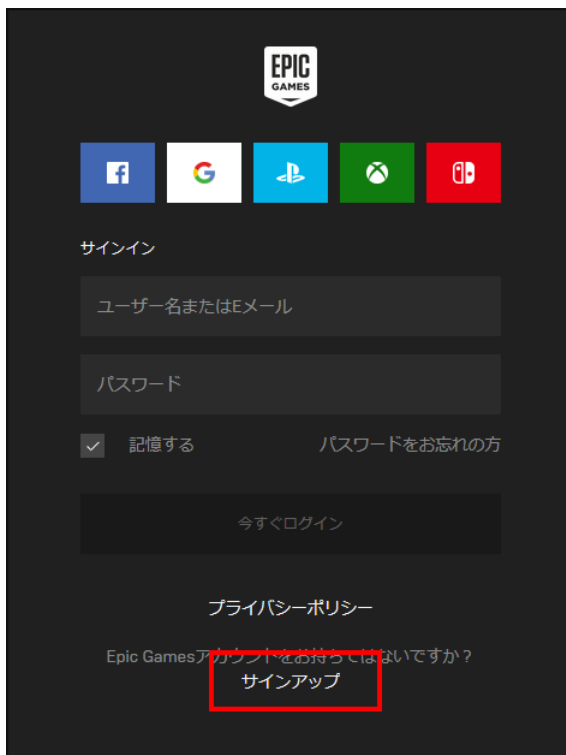 EPIC
GAMES
サインイン
ユーザー名またはEメール
パスワード
記憶する
パスワードをお忘れの方
今すぐログイン
プライバシーポリシー
Epic Gamesアカウントをお持ちではないですか？
サインアップ